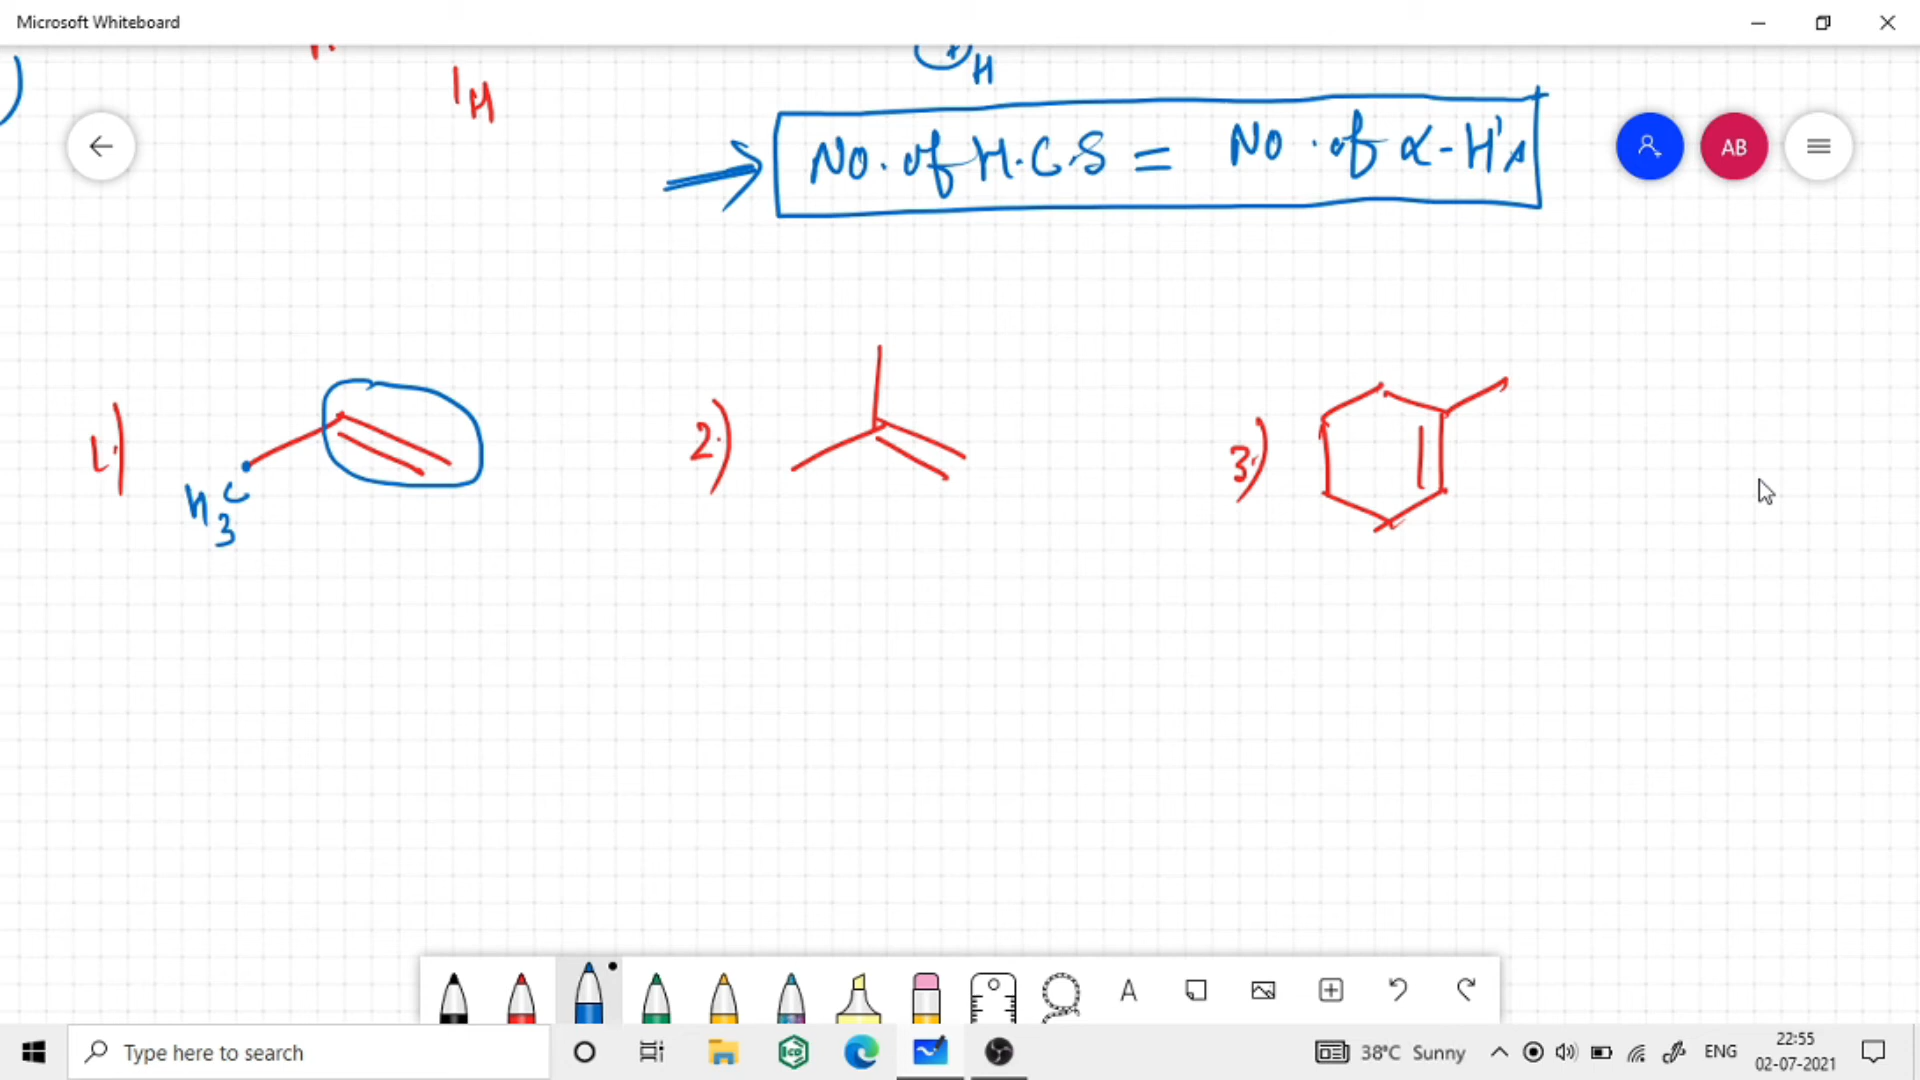 Microsoft Whiteboard
H
H
No. of H.C.S = No. of α-H's
AB
1.)
H3C
2.)
3.)
A
Type here to search
38°C Sunny
ENG
22:55
02-07-2021